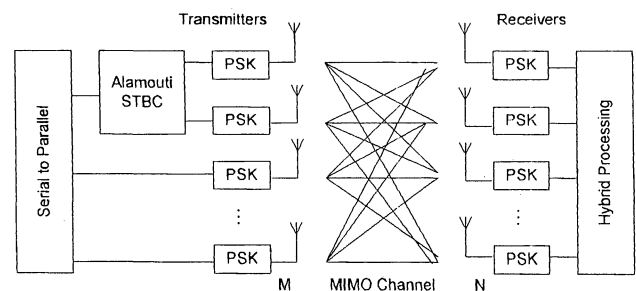 Transmitters
Receivers
Serial to Parallel
Alamouti
STBC
PSK
PSK
PSK
⋮
PSK
M
MIMO Channel
N
PSK
PSK
PSK
⋮
PSK
Hybrid Processing